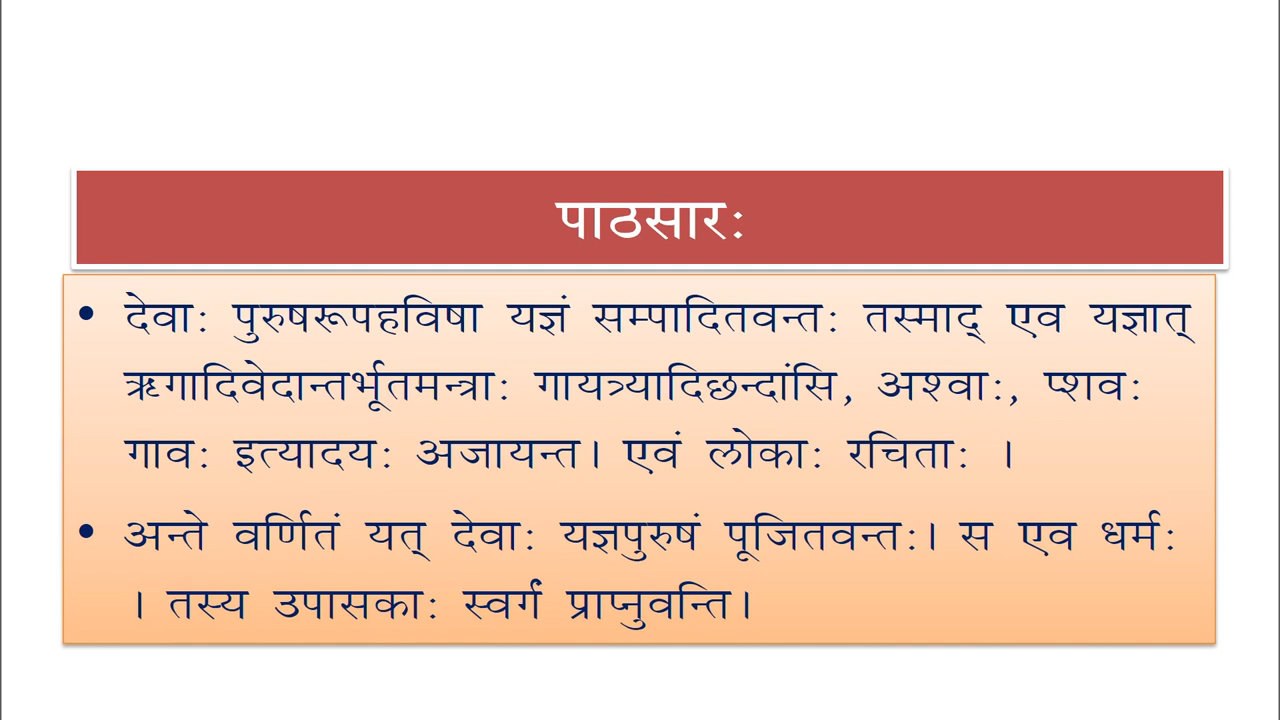 पाठसारः
• देवाः पुरुषरूपहविषा यज्ञं सम्पादितवन्तः तस्माद् एव यज्ञात्
ऋगादिवेदान्तर्भूतमन्त्राः गायत्र्यादिछन्दांसि, अश्वाः, प्शवः
गावः इत्यादयः अजायन्त। एवं लोकाः रचिताः ।
• अन्ते वर्णितं यत् देवाः यज्ञपुरुषं पूजितवन्तः। स एव धर्मः
। तस्य उपासकाः स्वर्गं प्राप्नुवन्ति।